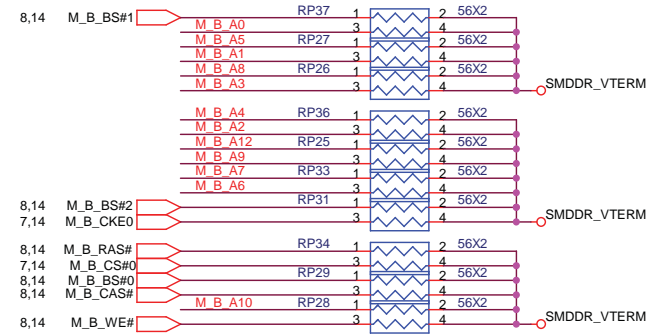 8,14 M_B_BS#1 RP37 1 2 56X2
M_B_A0 3 4
M_B_A5 RP27 1 2 56X2
M_B_A1 3 4
M_B_A8 RP26 1 2 56X2
M_B_A3 3 4 SMDDR_VTERM
M_B_A4 RP36 1 2 56X2
M_B_A2 3 4
M_B_A12 RP25 1 2 56X2
M_B_A9 3 4
M_B_A7 RP33 1 2 56X2
M_B_A6 3 4
8,14 M_B_BS#2 RP31 1 2 56X2
7,14 M_B_CKE0 3 4 SMDDR_VTERM
8,14 M_B_RAS# RP34 1 2 56X2
7,14 M_B_CS#0 3 4
8,14 M_B_BS#0 RP29 1 2 56X2
8,14 M_B_CAS# 3 4
M_B_A10 RP28 1 2 56X2
8,14 M_B_WE# 3 4 SMDDR_VTERM